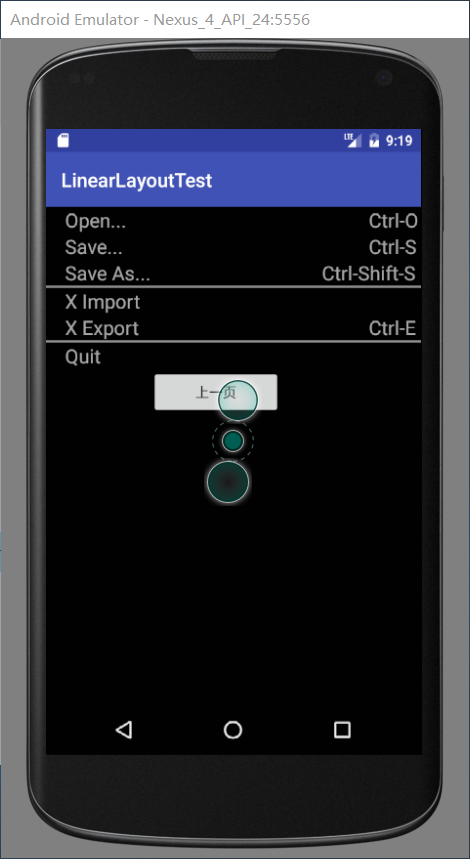 Android Emulator - Nexus_4_API_24:5556
LTE 9:19
LinearLayoutTest
Open... Ctrl-O
Save... Ctrl-S
Save As... Ctrl-Shift-S
X Import
X Export Ctrl-E
Quit
上一页